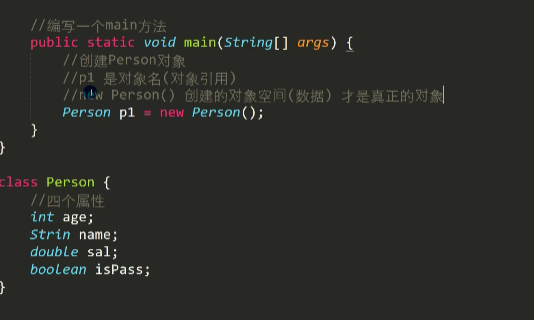 //编写一个main方法
public static void main(String[] args) {
//创建Person对象
//p1 是对象名(对象引用)
//new Person() 创建的对象空间(数据) 才是真正的对象
Person p1 = new Person();
}
}
class Person {
//四个属性
int age;
Strin name;
double sal;
boolean isPass;
}